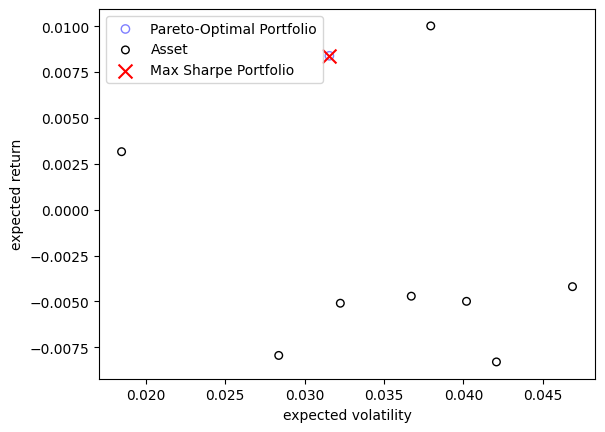 Pareto-Optimal Portfolio
Asset
Max Sharpe Portfolio
0.0100
0.0075
0.0050
0.0025
0.0000
−0.0025
−0.0050
−0.0075
expected return
0.020 0.025 0.030 0.035 0.040 0.045
expected volatility